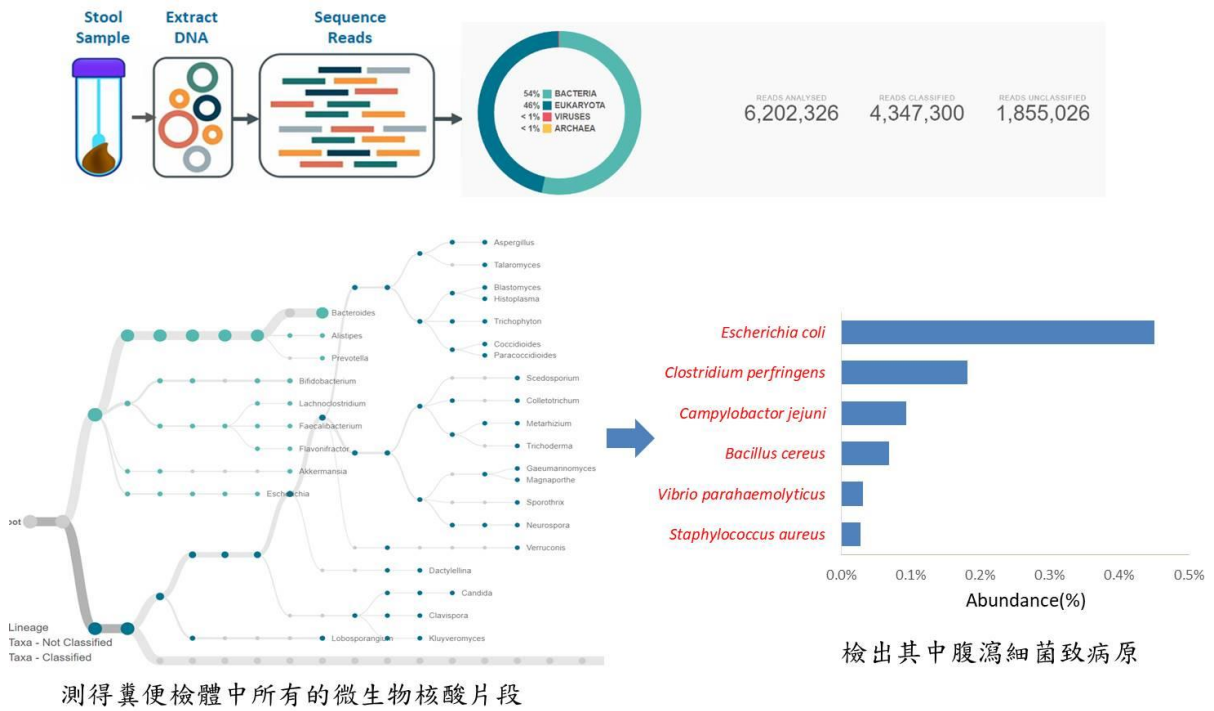 Stool
Sample
Extract
DNA
Sequence
Reads
54% BACTERIA
46% EUKARYOTA
< 1% VIRUSES
< 1% ARCHAEA
READS ANALYSED
6,202,326
READS CLASSIFIED
4,347,300
READS UNCLASSIFIED
1,855,026
Aspergillus
Talaromyces
Blastomyces
Histoplasma
Trichophyton
Coccidioides
Paracoccidioides
Bacteroides
Alistipes
Prevotella
Bifidobacterium
Lachnoclostridium
Faecalibacterium
Flavonifractor
Akkermansia
Escherichia
Scedosporium
Colletotrichum
Metarhizium
Trichoderma
Gaeumannomyces
Magnaporthe
Sporothrix
Neurospora
Verruconis
Dactylellina
Candida
Clavispora
Lobosporangium
Kluyveromyces
oot
Lineage
Taxa - Not Classified
Taxa - Classified
測得糞便檢體中所有的微生物核酸片段
Escherichia coli
Clostridium perfringens
Campylobactor jejuni
Bacillus cereus
Vibrio parahaemolyticus
Staphylococcus aureus
0.0% 0.1% 0.2% 0.3% 0.4% 0.5%
Abundance(%)
檢出其中腹瀉細菌致病原